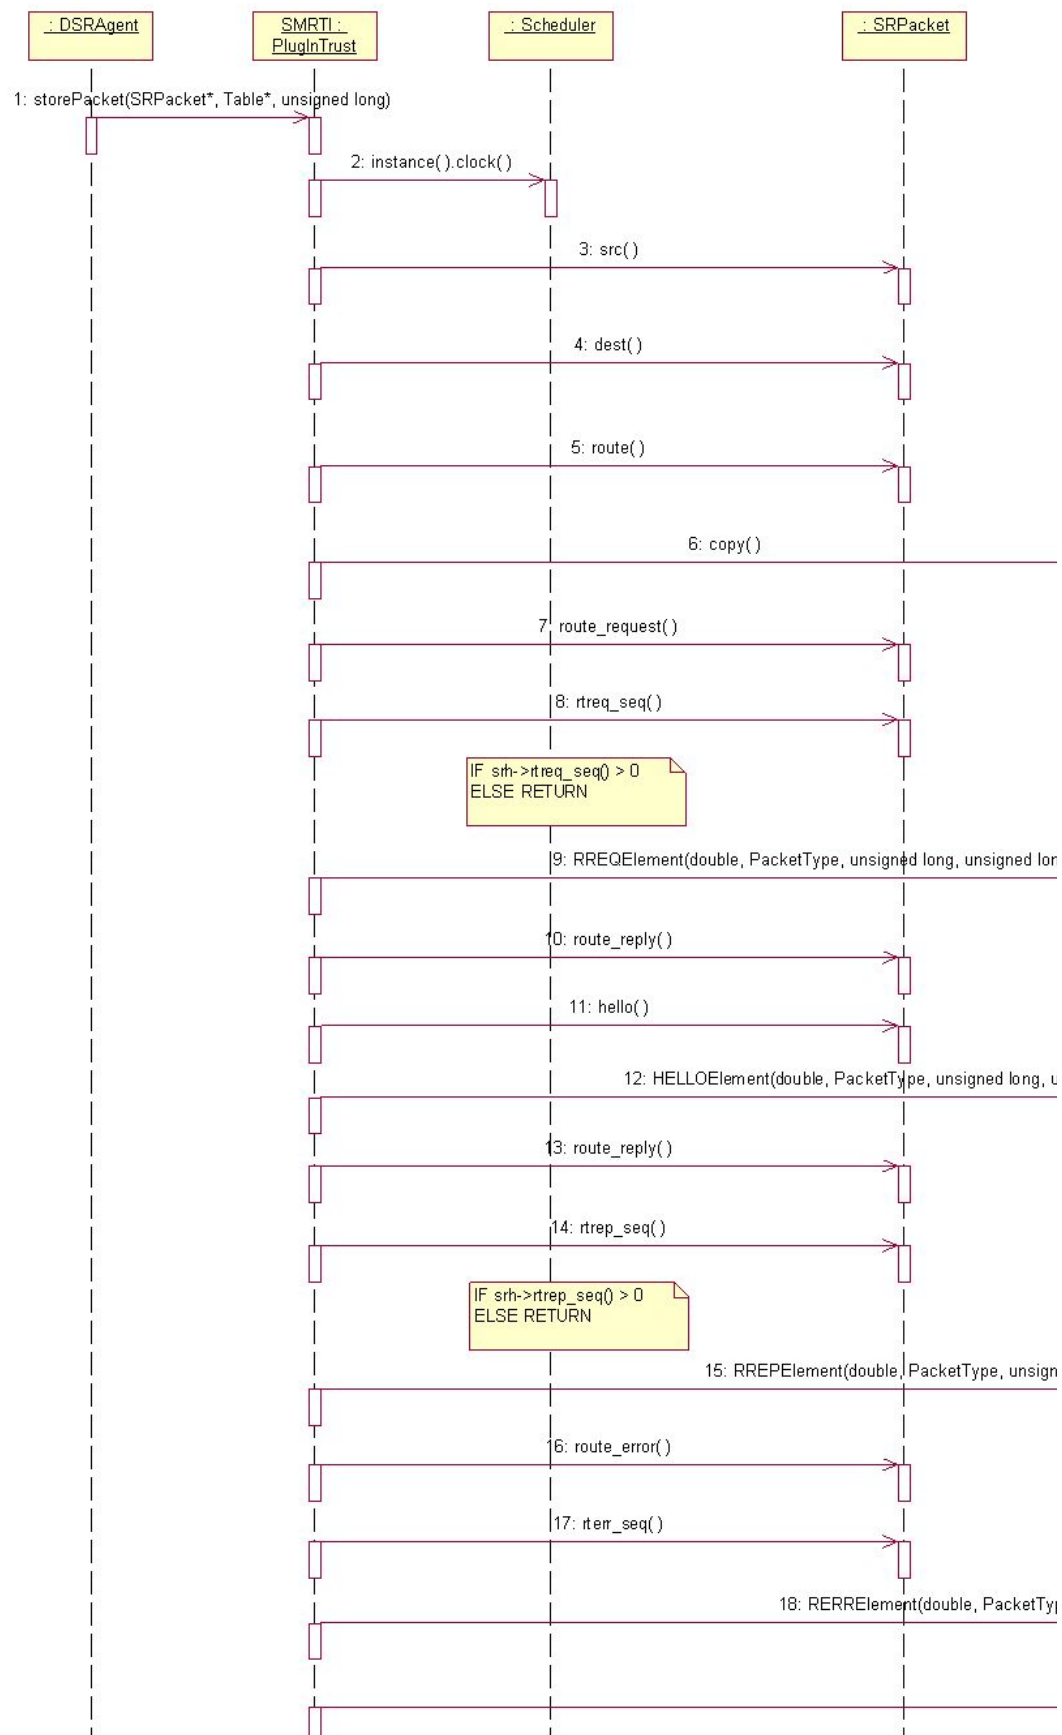 : DSRAgent
SMRTI :
PlugInTrust
: Scheduler
: SRPacket
1: storePacket(SRPacket*, Table*, unsigned long)
2: instance().clock()
3: src()
4: dest()
5: route()
6: copy()
7: route_request()
8: rtreq_seq()
IF srh->rtreq_seq() > 0
ELSE RETURN
9: RREQElement(double, PacketType, unsigned long, unsigned lon
10: route_reply()
11: hello()
12: HELLOElement(double, PacketType, unsigned long, u
13: route_reply()
14: rtrep_seq()
IF srh->rtrep_seq() > 0
ELSE RETURN
15: RREPElement(double, PacketType, unsign
16: route_error()
17: rterr_seq()
18: RERRElement(double, PacketTyp